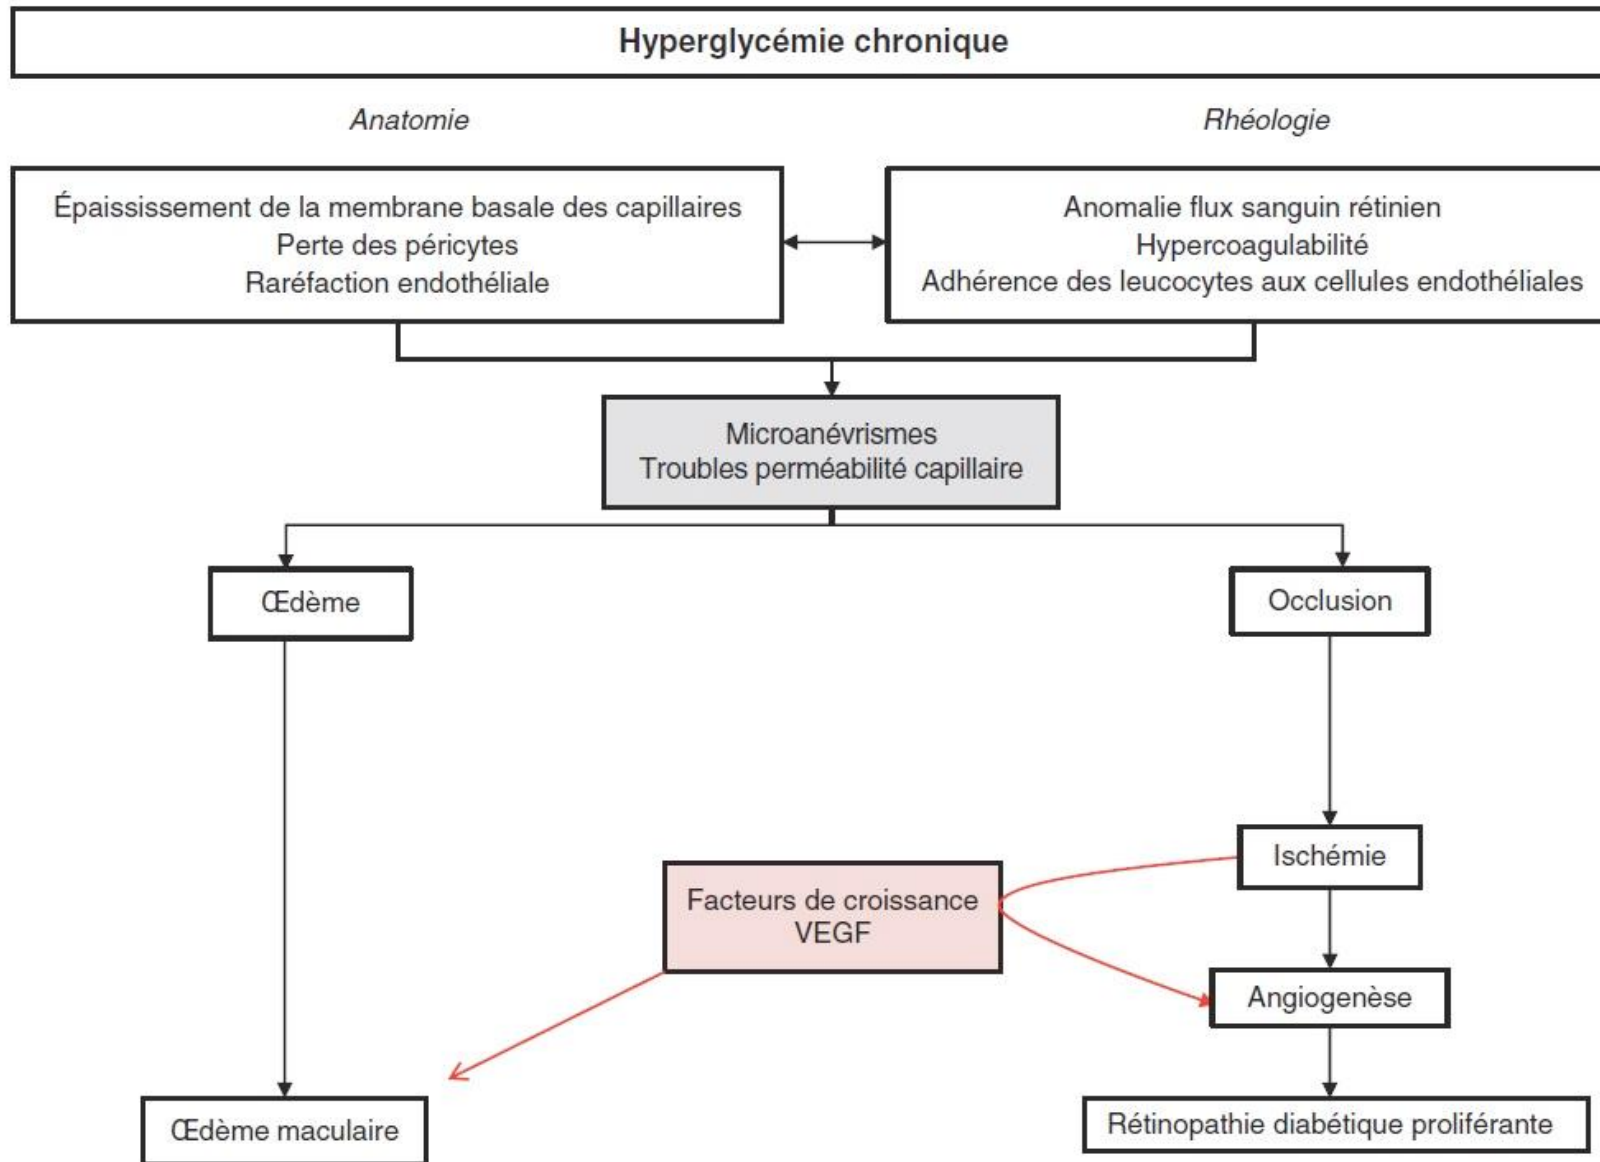 Hyperglycémie chronique
Anatomie
Rhéologie
Épaississement de la membrane basale des capillaires
Perte des péricytes
Raréfaction endothéliale
Anomalie flux sanguin rétinien
Hypercoagulabilité
Adhérence des leucocytes aux cellules endothéliales
Microanévrismes
Troubles perméabilité capillaire
Œdème
Occlusion
Ischémie
Facteurs de croissance
VEGF
Angiogenèse
Œdème maculaire
Rétinopathie diabétique proliférante